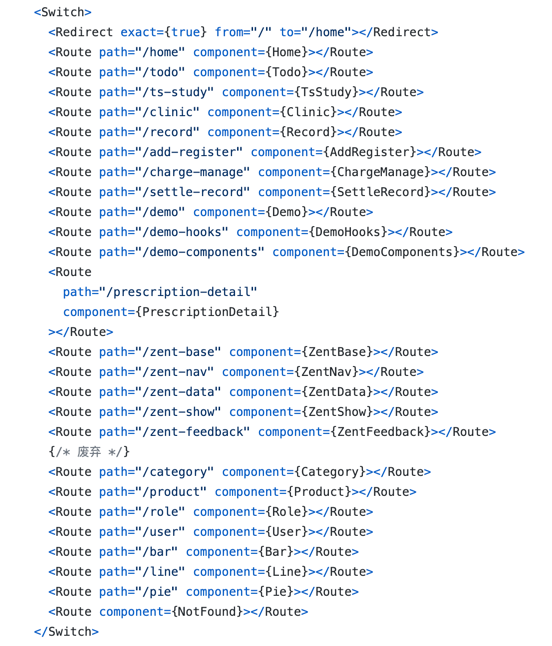 <Switch>
<Redirect exact={true} from="/" to="/home"></Redirect>
<Route path="/home" component={Home}></Route>
<Route path="/todo" component={Todo}></Route>
<Route path="/ts-study" component={TsStudy}></Route>
<Route path="/clinic" component={Clinic}></Route>
<Route path="/record" component={Record}></Route>
<Route path="/add-register" component={AddRegister}></Route>
<Route path="/charge-manage" component={ChargeManage}></Route>
<Route path="/settle-record" component={SettleRecord}></Route>
<Route path="/demo" component={Demo}></Route>
<Route path="/demo-hooks" component={DemoHooks}></Route>
<Route path="/demo-components" component={DemoComponents}></Route>
<Route
path="/prescription-detail"
component={PrescriptionDetail}
></Route>
<Route path="/zent-base" component={ZentBase}></Route>
<Route path="/zent-nav" component={ZentNav}></Route>
<Route path="/zent-data" component={ZentData}></Route>
<Route path="/zent-show" component={ZentShow}></Route>
<Route path="/zent-feedback" component={ZentFeedback}></Route>
{/* 废弃 */}
<Route path="/category" component={Category}></Route>
<Route path="/product" component={Product}></Route>
<Route path="/role" component={Role}></Route>
<Route path="/user" component={User}></Route>
<Route path="/bar" component={Bar}></Route>
<Route path="/line" component={Line}></Route>
<Route path="/pie" component={Pie}></Route>
<Route component={NotFound}></Route>
</Switch>